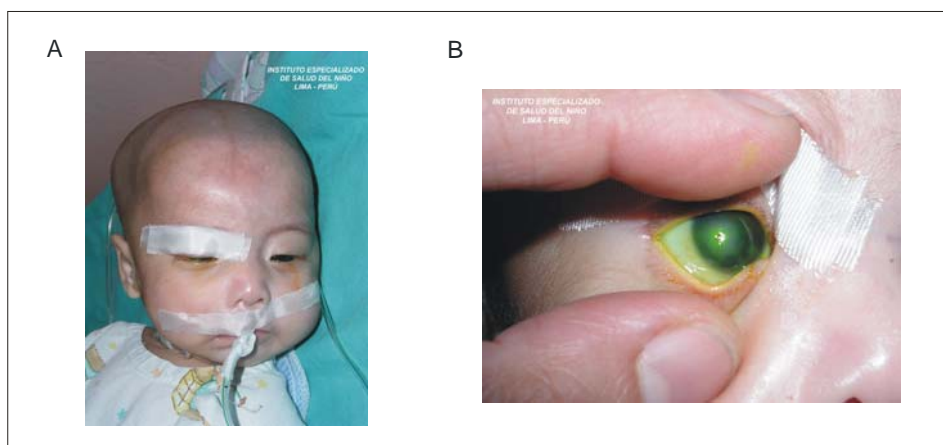 A
INSTITUTO ESPECIALIZADO
DE SALUD DEL NIÑO
LIMA - PERÚ
B
INSTITUTO ESPECIALIZADO
DE SALUD DEL NIÑO
LIMA - PERÚ